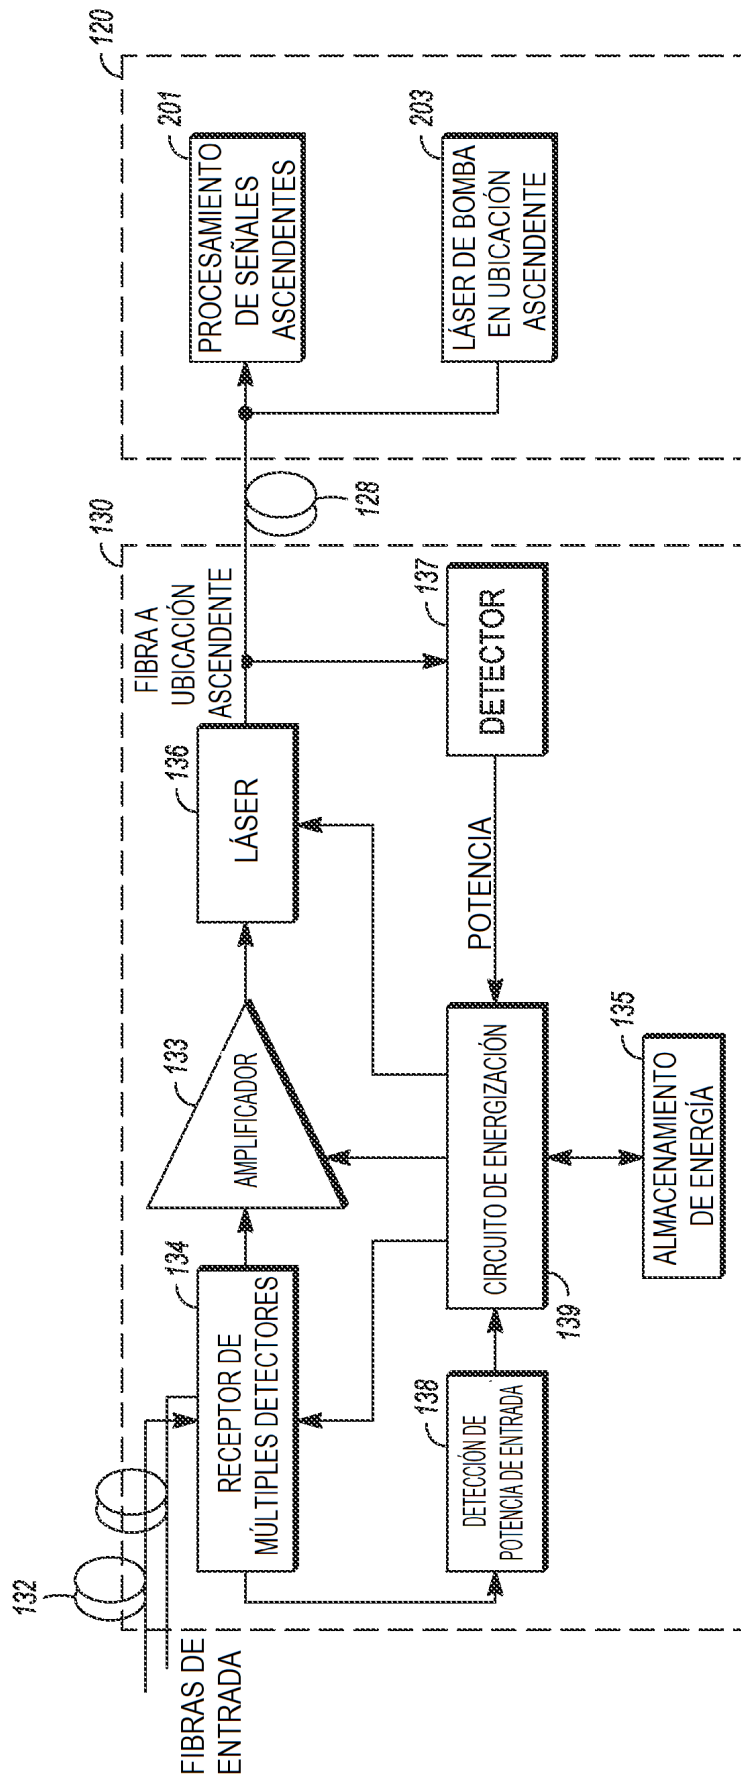 FIBRAS DE
ENTRADA
132
130
134
RECEPTOR DE
MÚLTIPLES DETECTORES
133
AMPLIFICADOR
136
LÁSER
FIBRA A
UBICACIÓN
ASCENDENTE
128
120
201
PROCESAMIENTO
DE SEÑALES
ASCENDENTES
138
DETECCIÓN DE
POTENCIA DE ENTRADA
139
CIRCUITO DE ENERGIZACIÓN
POTENCIA
137
DETECTOR
203
LÁSER DE BOMBA
EN UBICACIÓN
ASCENDENTE
135
ALMACENAMIENTO
DE ENERGÍA